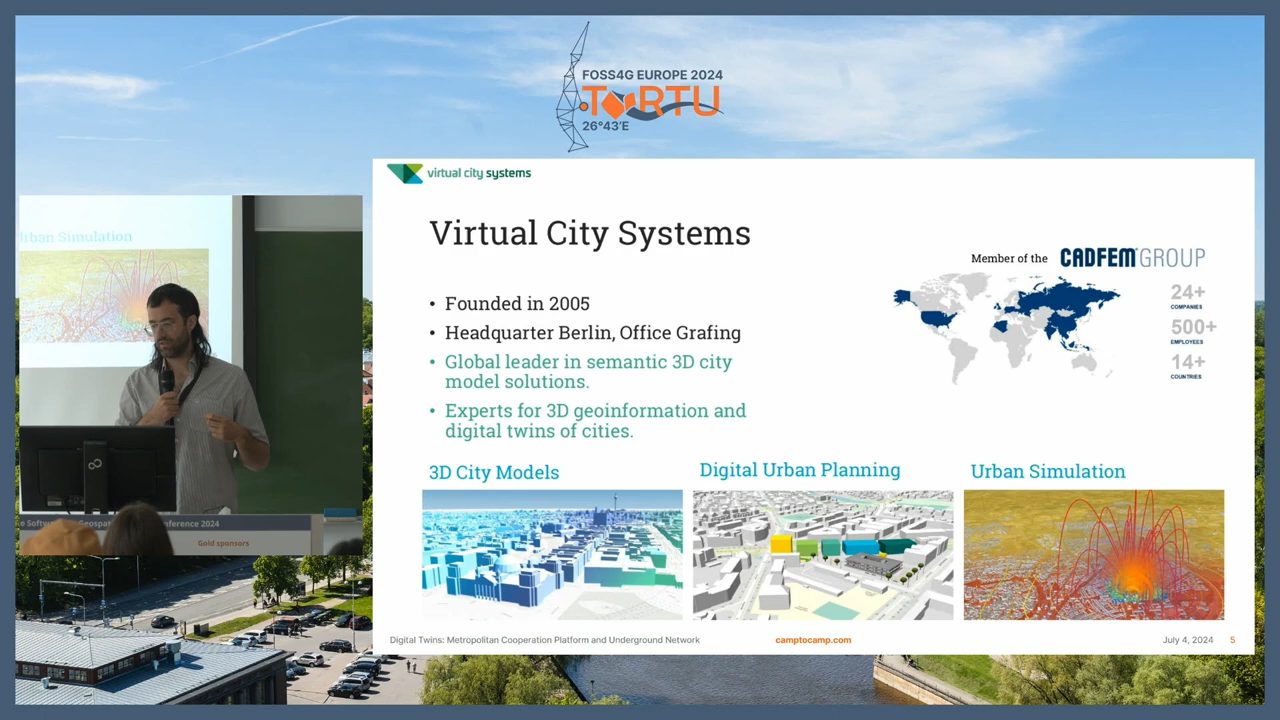 FOSS4G EUROPE 2024
TARTU
26°43'E
virtual city systems
Virtual City Systems
Member of the CADFEM GROUP
• Founded in 2005
• Headquarter Berlin, Office Grafing
• Global leader in semantic 3D city
model solutions.
• Experts for 3D geoinformation and
digital twins of cities.
24+
COMPANIES
500+
EMPLOYEES
14+
COUNTRIES
3D City Models
Digital Urban Planning
Urban Simulation
Digital Twins: Metropolitan Cooperation Platform and Underground Network
camptocamp.com
July 4, 2024
5
Urban Simulation
Geospat
nference 2024
Gold sponsors